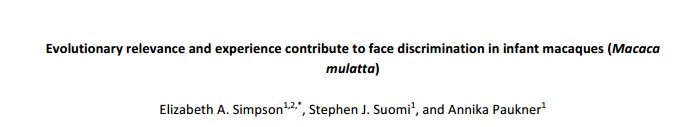 Evolutionary relevance and experience contribute to face discrimination in infant macaques (Macaca
mulatta)
Elizabeth A. Simpson1,2,*, Stephen J. Suomi1, and Annika Paukner1